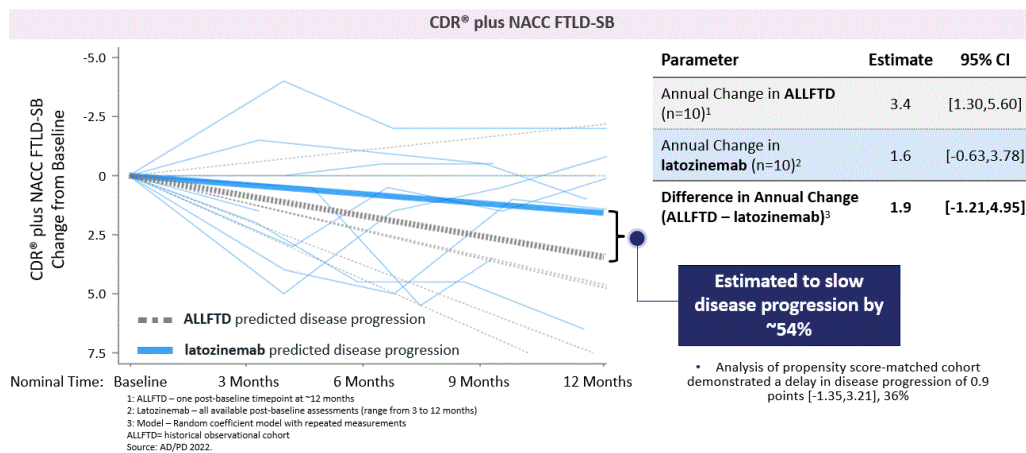 CDR® plus NACC FTLD-SB
CDR® plus NACC FTLD-SB
Change from Baseline
-5.0
-2.5
0
2.5
5.0
7.5
ALLFTD predicted disease progression
latozinemab predicted disease progression
Nominal Time: Baseline 3 Months 6 Months 9 Months 12 Months
1: ALLFTD – one post-baseline timepoint at ~12 months
2: Latozinemab – all available post-baseline assessments (range from 3 to 12 months)
3: Model – Random coefficient model with repeated measurements
ALLFTD= historical observational cohort
Source: AD/PD 2022.
Parameter Estimate 95% CI
Annual Change in ALLFTD
(n=10)1 3.4 [1.30,5.60]
Annual Change in
latozinemab (n=10)2 1.6 [-0.63,3.78]
Difference in Annual Change
(ALLFTD – latozinemab)3 1.9 [-1.21,4.95]
Estimated to slow
disease progression by
~54%
• Analysis of propensity score-matched cohort
demonstrated a delay in disease progression of 0.9
points [-1.35,3.21], 36%